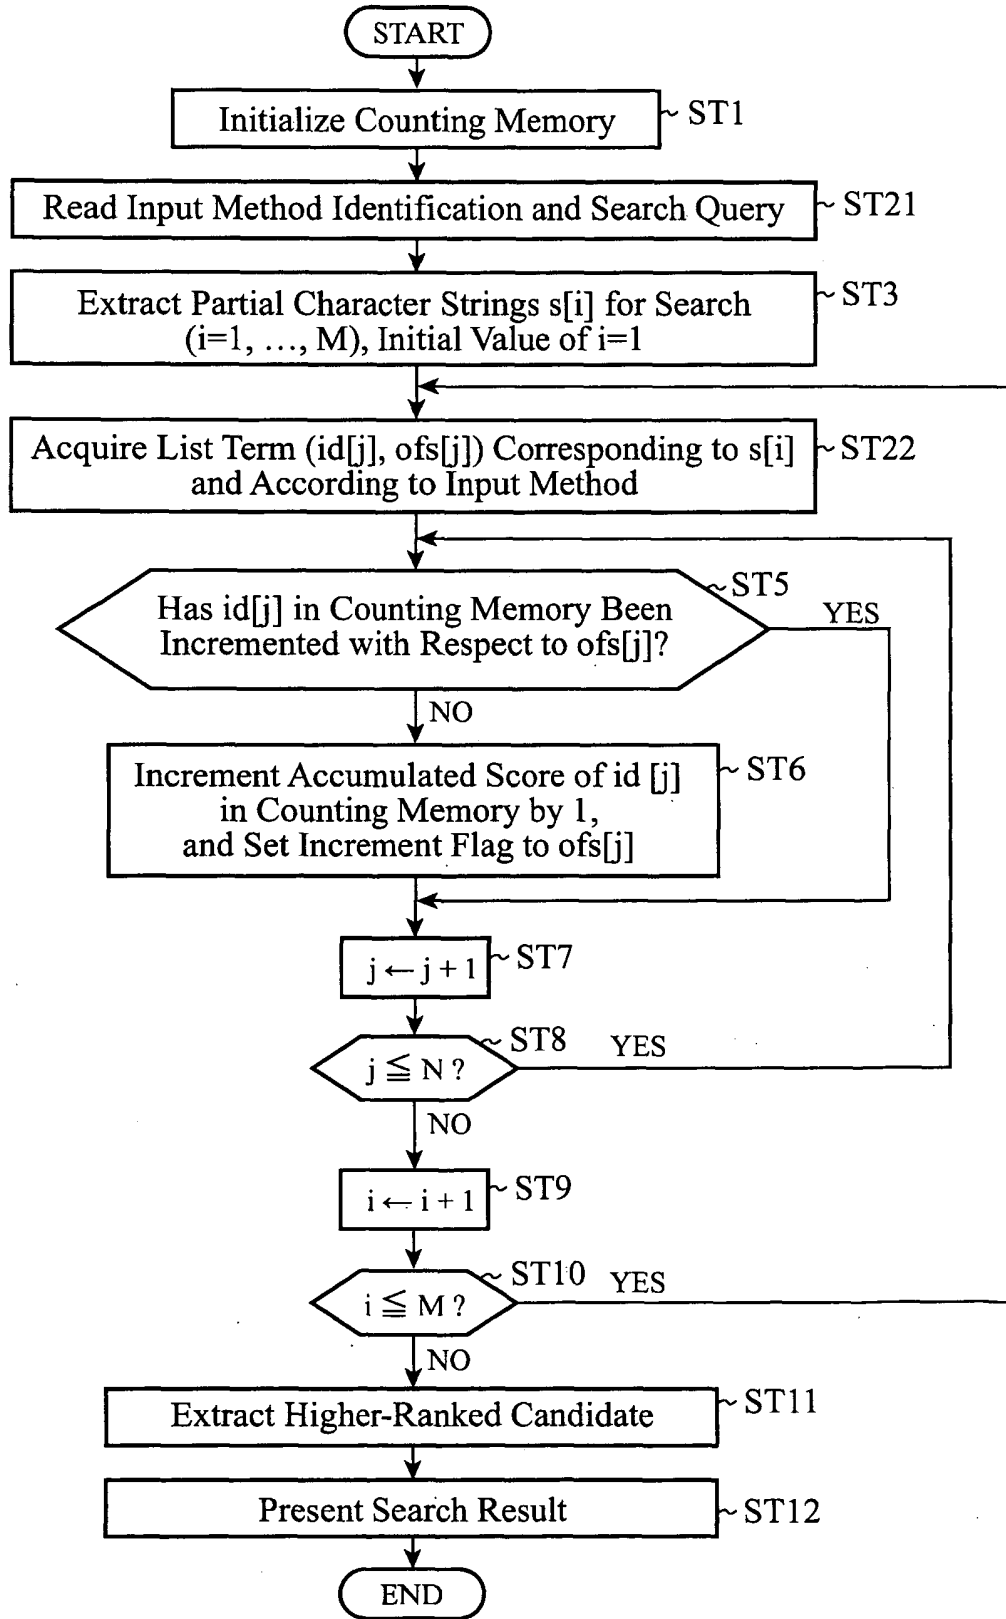 START
Initialize Counting Memory
ST1
Read Input Method Identification and Search Query
ST21
Extract Partial Character Strings s[i] for Search
(i=1, …, M), Initial Value of i=1
ST3
Acquire List Term (id[j], ofs[j]) Corresponding to s[i]
and According to Input Method
ST22
Has id[j] in Counting Memory Been
Incremented with Respect to ofs[j]?
ST5
YES
NO
Increment Accumulated Score of id [j]
in Counting Memory by 1,
and Set Increment Flag to ofs[j]
ST6
j ← j + 1
ST7
j ≦ N ?
ST8
YES
NO
i ← i + 1
ST9
i ≦ M ?
ST10
YES
NO
Extract Higher-Ranked Candidate
ST11
Present Search Result
ST12
END